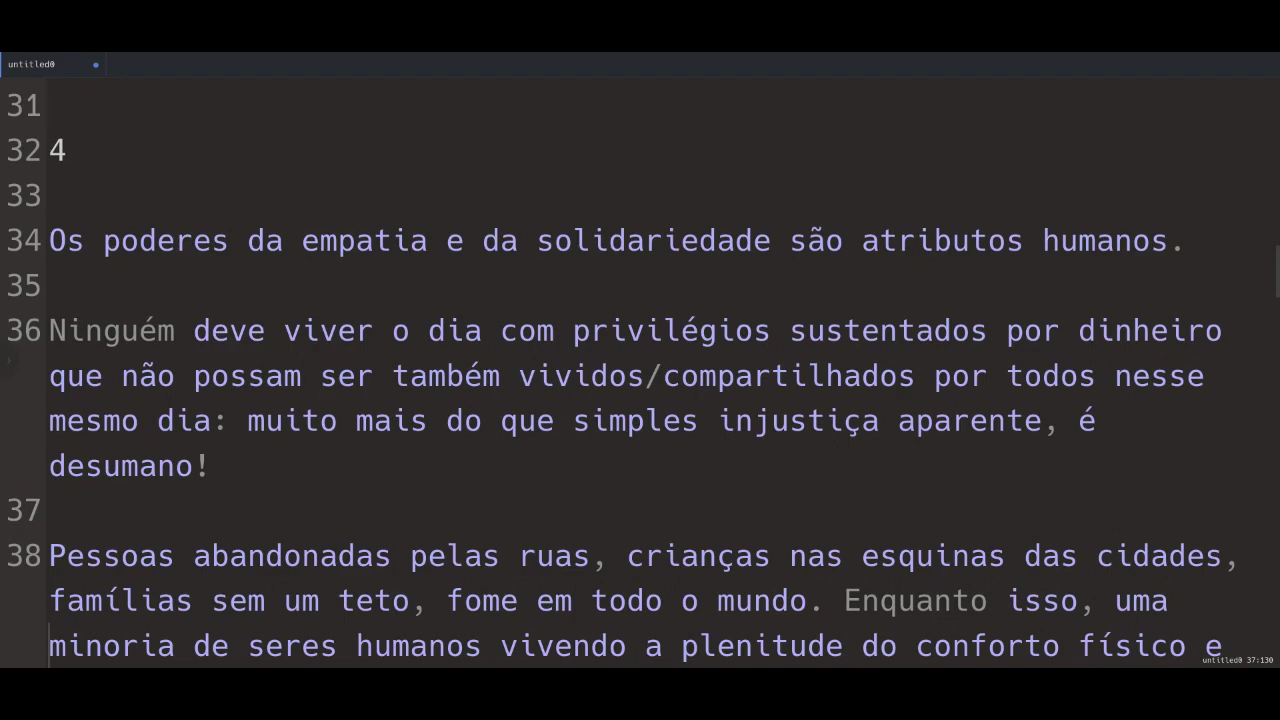 untitled0
31
32 4
33
34 Os poderes da empatia e da solidariedade são atributos humanos.
35
36 Ninguém deve viver o dia com privilégios sustentados por dinheiro
que não possam ser também vividos/compartilhados por todos nesse
mesmo dia: muito mais do que simples injustiça aparente, é
desumano!
37
38 Pessoas abandonadas pelas ruas, crianças nas esquinas das cidades,
famílias sem um teto, fome em todo o mundo. Enquanto isso, uma
minoria de seres humanos vivendo a plenitude do conforto físico e
untitled0 37:130